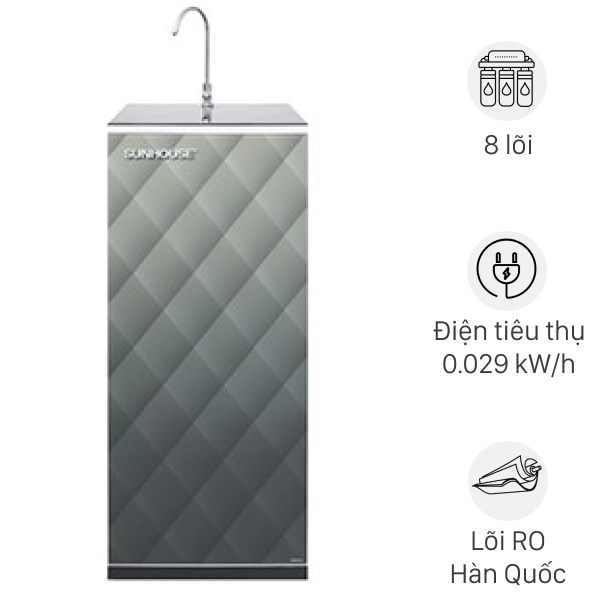 SUNHOUSE
8 lõi
Điện tiêu thụ
0.029 kW/h
Lõi RO
Hàn Quốc